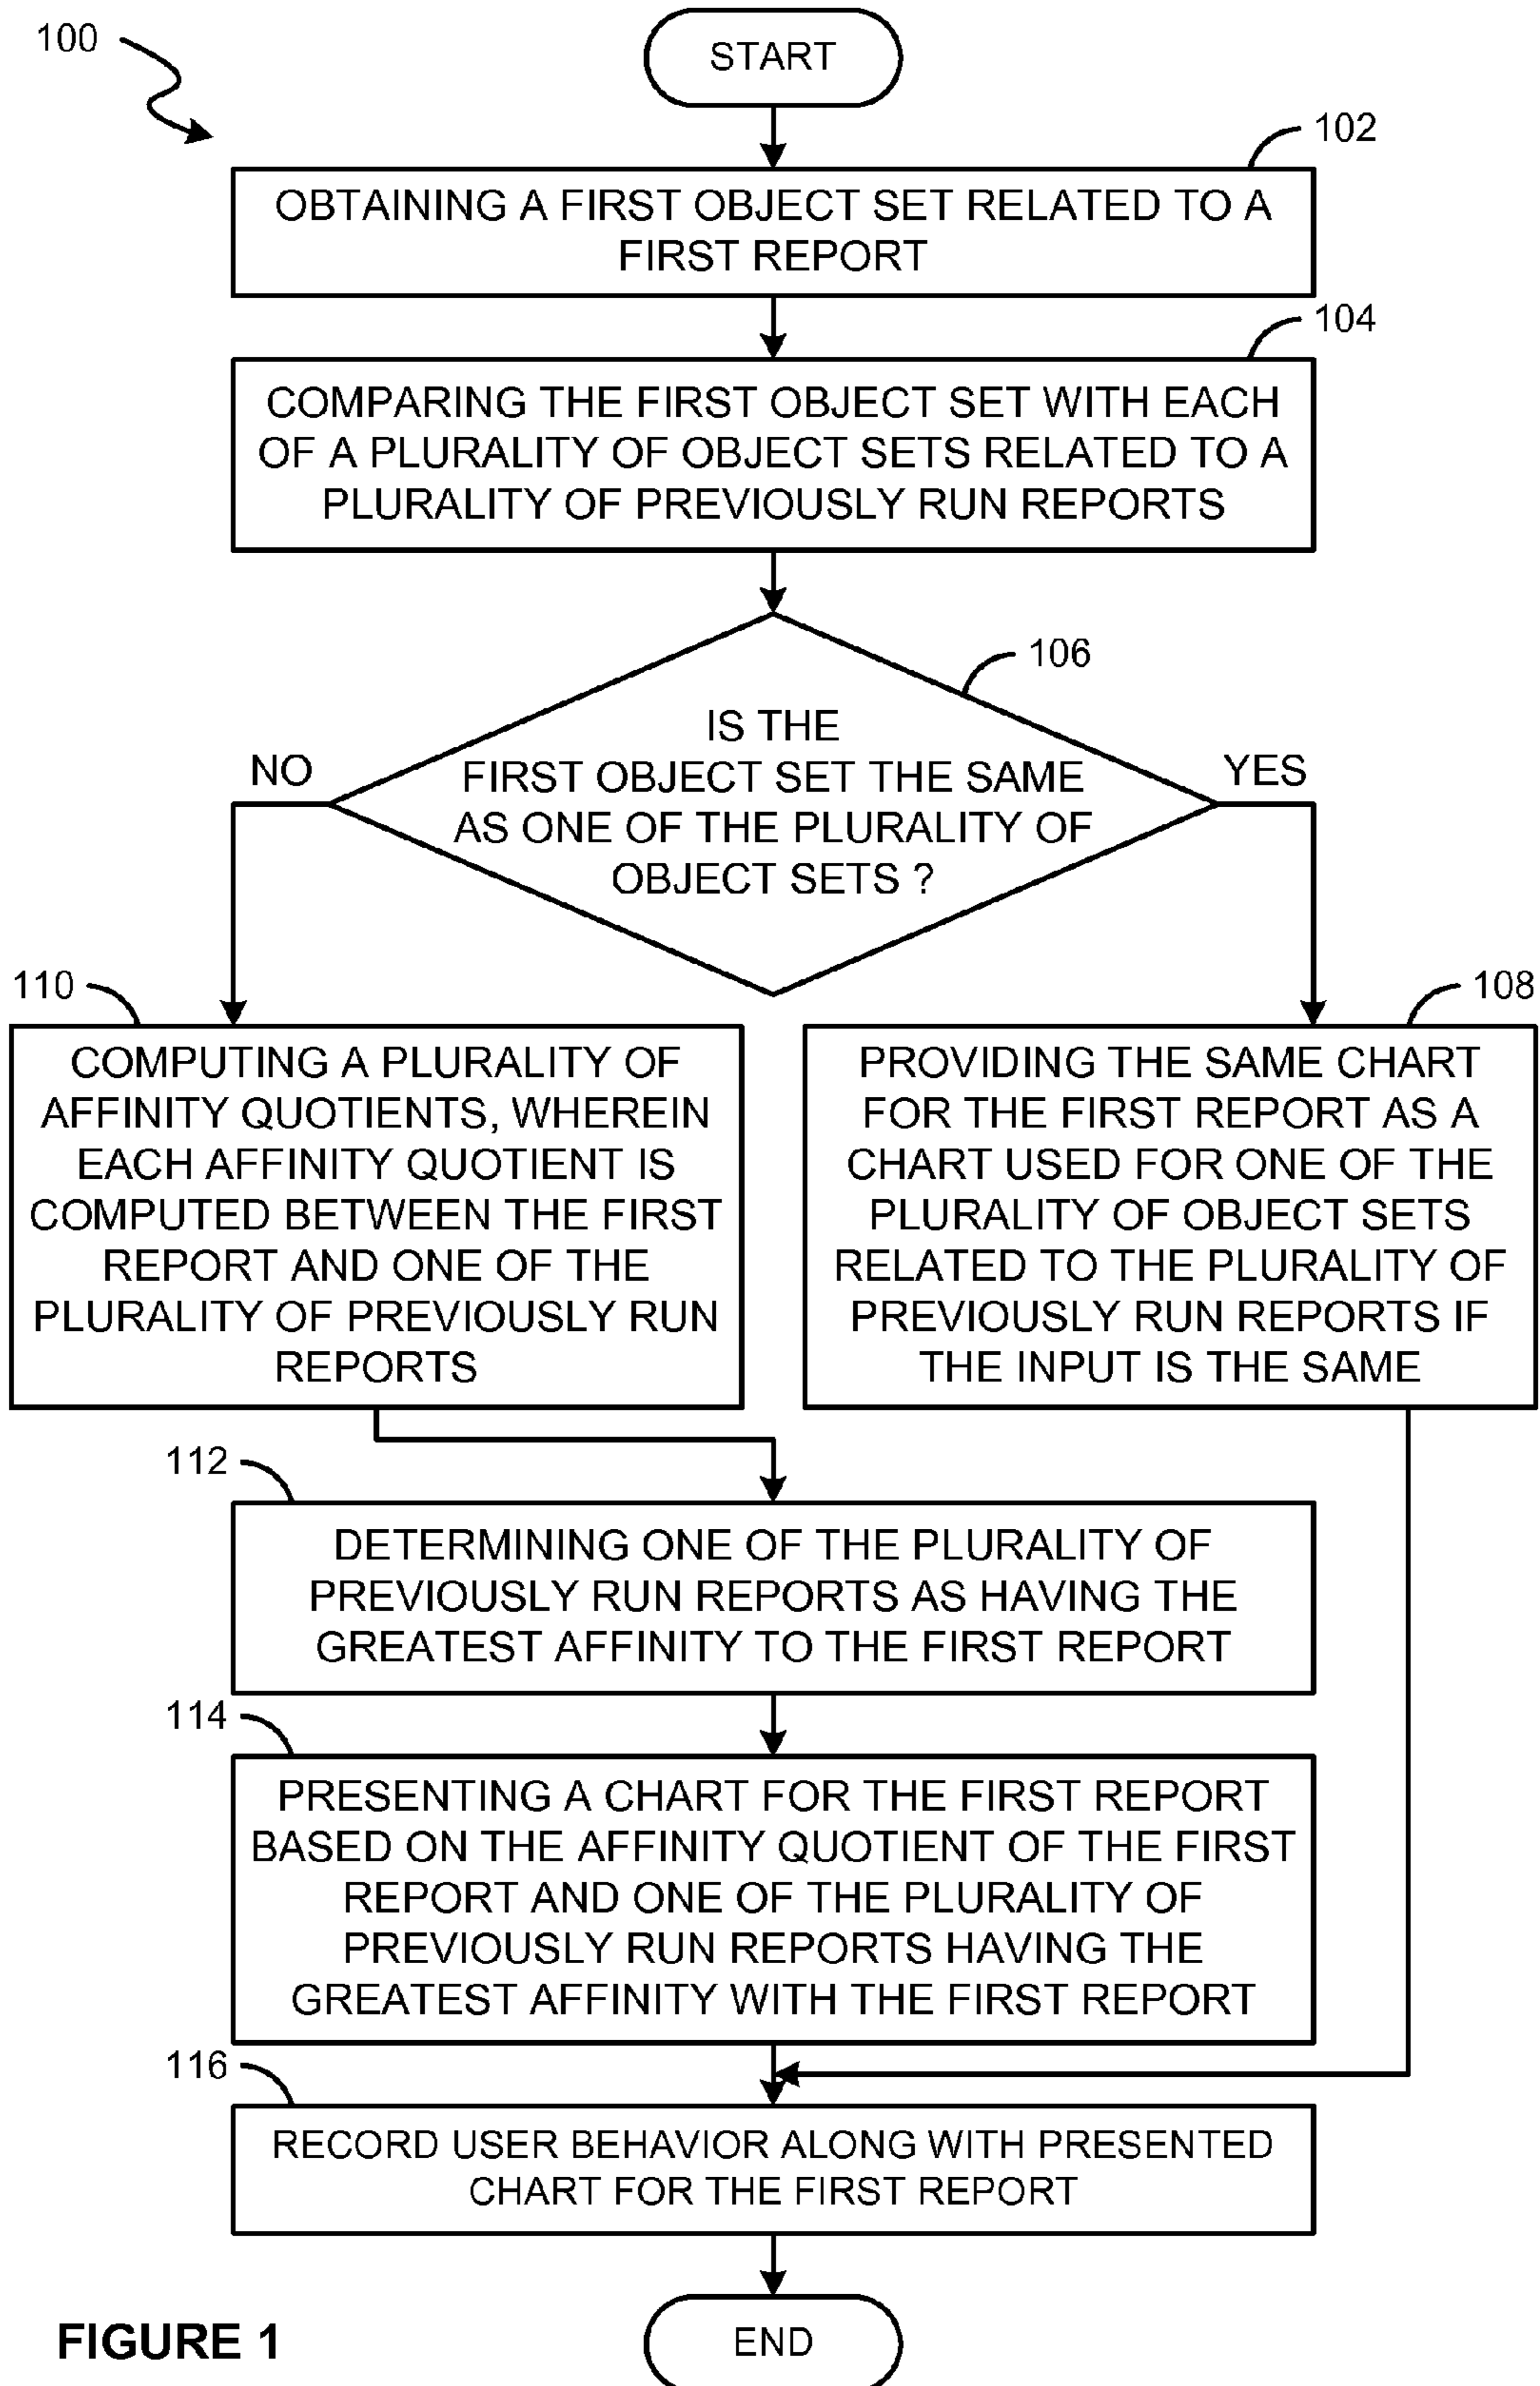 100
START
102
OBTAINING A FIRST OBJECT SET RELATED TO A
FIRST REPORT
104
COMPARING THE FIRST OBJECT SET WITH EACH
OF A PLURALITY OF OBJECT SETS RELATED TO A
PLURALITY OF PREVIOUSLY RUN REPORTS
106
IS THE
FIRST OBJECT SET THE SAME
AS ONE OF THE PLURALITY OF
OBJECT SETS ?
NO
YES
110
COMPUTING A PLURALITY OF
AFFINITY QUOTIENTS, WHEREIN
EACH AFFINITY QUOTIENT IS
COMPUTED BETWEEN THE FIRST
REPORT AND ONE OF THE
PLURALITY OF PREVIOUSLY RUN
REPORTS
108
PROVIDING THE SAME CHART
FOR THE FIRST REPORT AS A
CHART USED FOR ONE OF THE
PLURALITY OF OBJECT SETS
RELATED TO THE PLURALITY OF
PREVIOUSLY RUN REPORTS IF
THE INPUT IS THE SAME
112
DETERMINING ONE OF THE PLURALITY OF
PREVIOUSLY RUN REPORTS AS HAVING THE
GREATEST AFFINITY TO THE FIRST REPORT
114
PRESENTING A CHART FOR THE FIRST REPORT
BASED ON THE AFFINITY QUOTIENT OF THE FIRST
REPORT AND ONE OF THE PLURALITY OF
PREVIOUSLY RUN REPORTS HAVING THE
GREATEST AFFINITY WITH THE FIRST REPORT
116
RECORD USER BEHAVIOR ALONG WITH PRESENTED
CHART FOR THE FIRST REPORT
END
FIGURE 1